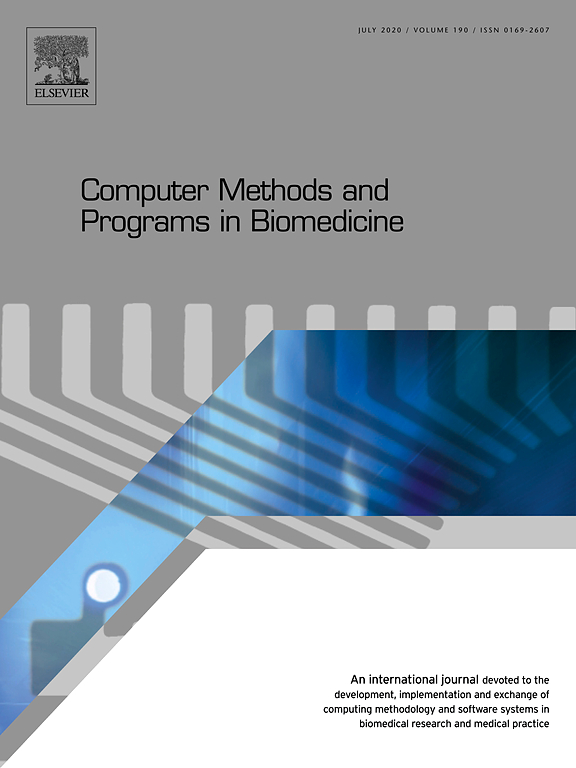 JULY 2020 / VOLUME 190 / ISSN 0169-2607
ELSEVIER
Computer Methods and
Programs in Biomedicine
An international journal devoted to the
development, implementation and exchange of
computing methodology and software systems in
biomedical research and medical practice